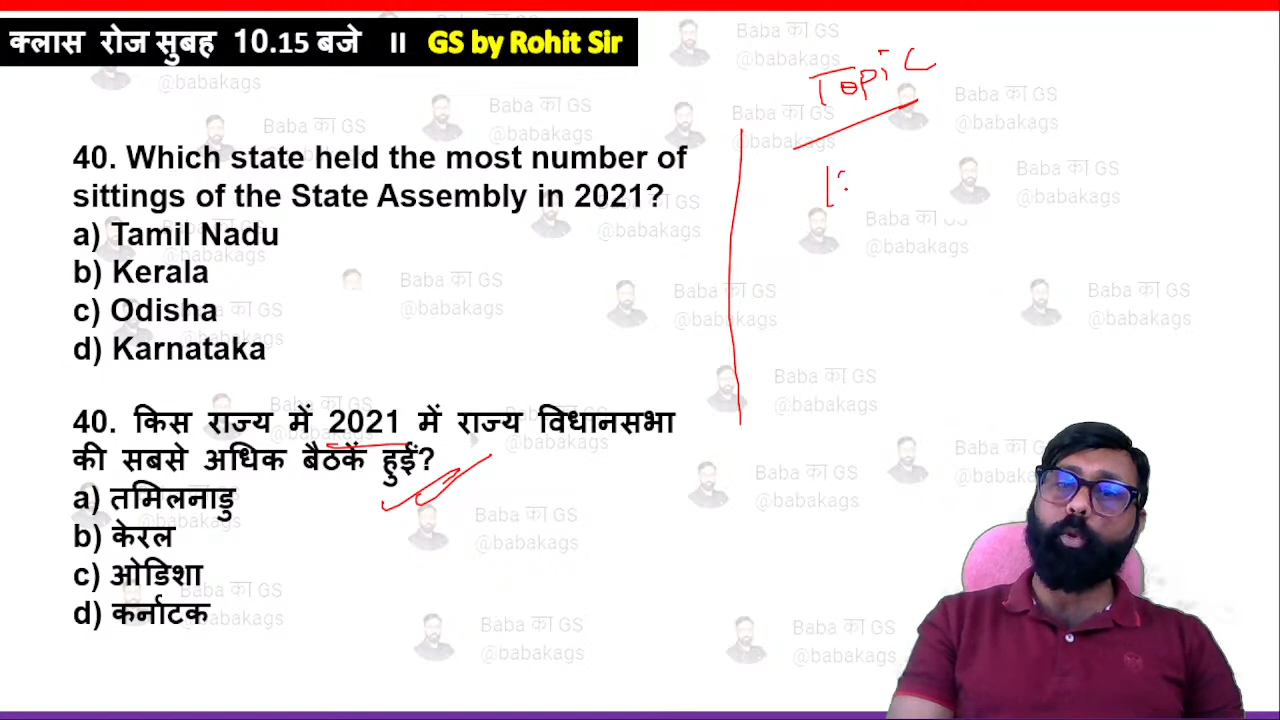 क्लास रोज सुबह 10.15 बजे II GS by Rohit Sir
Topic
40. Which state held the most number of
sittings of the State Assembly in 2021?
a) Tamil Nadu
b) Kerala
c) Odisha
d) Karnataka
40. किस राज्य में 2021 में राज्य विधानसभा
की सबसे अधिक बैठकें हुईं?
a) तमिलनाडु
b) केरल
c) ओडिशा
d) कर्नाटक
Baba का GS
@babakags